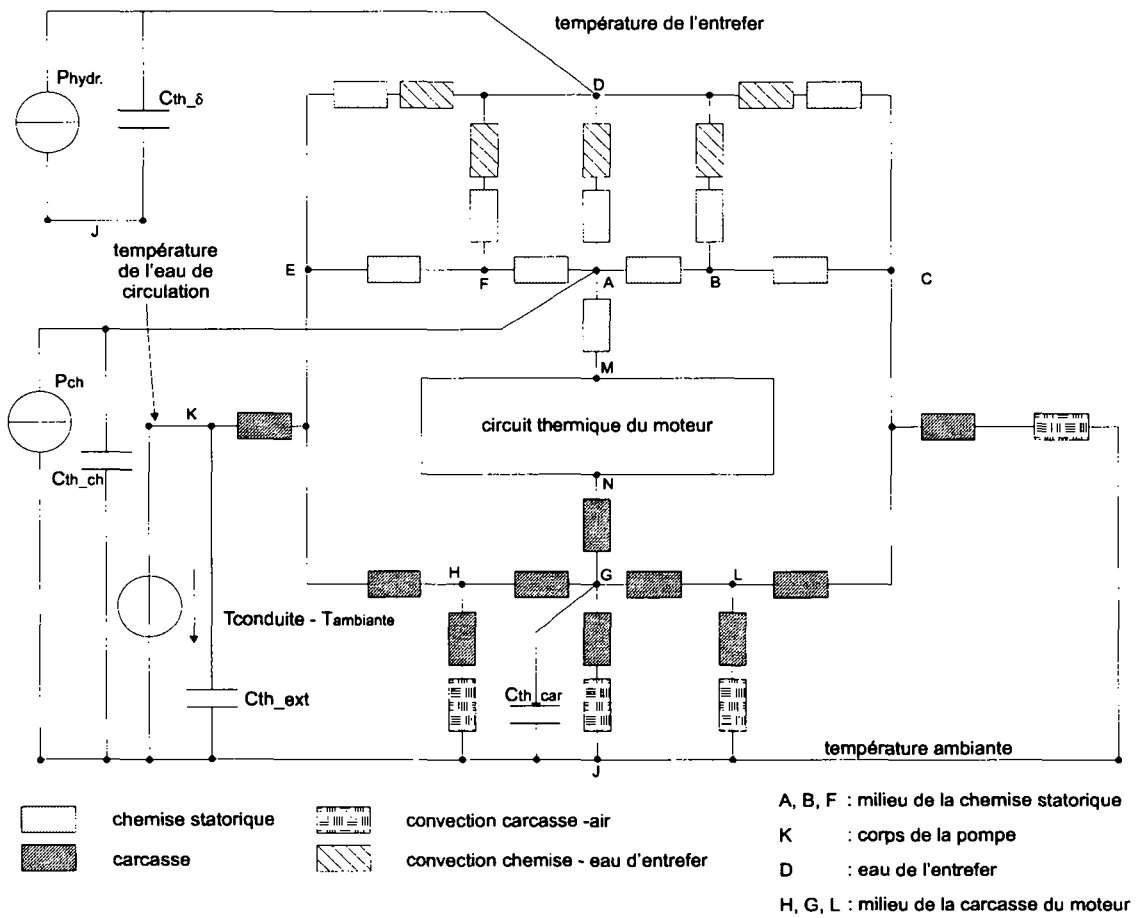 température de l'entrefer
Phydr.
Cth_δ
D
J
température
de l'eau de
circulation
E
F
A
B
C
Pch
M
K
circuit thermique du moteur
Cth_ch
N
H
G
L
Tconduite - Tambiante
Cth_ext
Cth_car
J
température ambiante
chemise statorique
convection carcasse -air
carcasse
convection chemise - eau d'entrefer
A, B, F : milieu de la chemise statorique
K : corps de la pompe
D : eau de l'entrefer
H, G, L : milieu de la carcasse du moteur